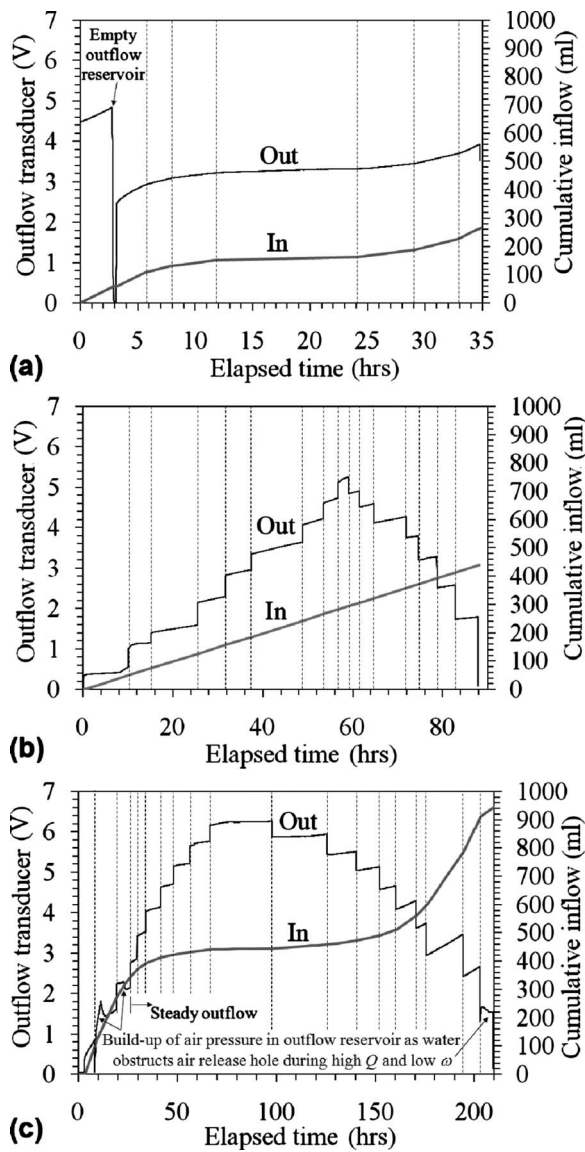 7
6
5
4
3
2
1
0
Outflow transducer (V)
Empty
outflow
reservoir
Out
In
1000
900
800
700
600
500
400
300
200
100
0
Cumulative inflow (ml)
0 5 10 15 20 25 30 35
Elapsed time (hrs)
(a)
7
6
5
4
3
2
1
0
Outflow transducer (V)
Out
In
1000
900
800
700
600
500
400
300
200
100
0
Cumulative inflow (ml)
0 20 40 60 80
Elapsed time (hrs)
(b)
7
6
5
4
3
2
1
0
Outflow transducer (V)
Out
In
Steady outflow
Build-up of air pressure in outflow reservoir as water
obstructs air release hole during high Q and low ω
1000
900
800
700
600
500
400
300
200
100
0
Cumulative inflow (ml)
0 50 100 150 200
Elapsed time (hrs)
(c)